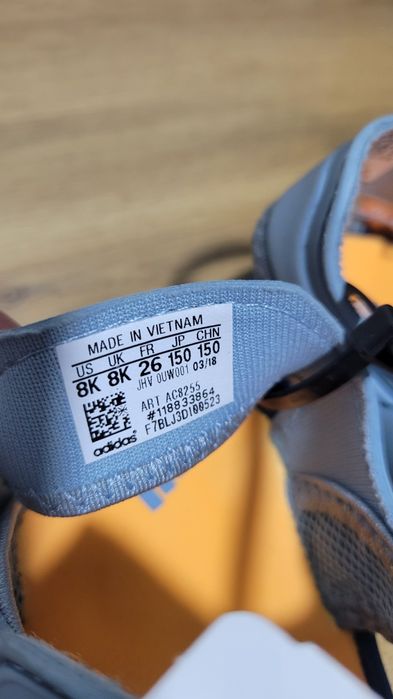 MADE IN VIETNAM
US UK FR JP CHN
8K 8K 26 150 150
JHV 0UW001 03/18
ART AC8255
#118833864
F7BLJ3D100523
adidas